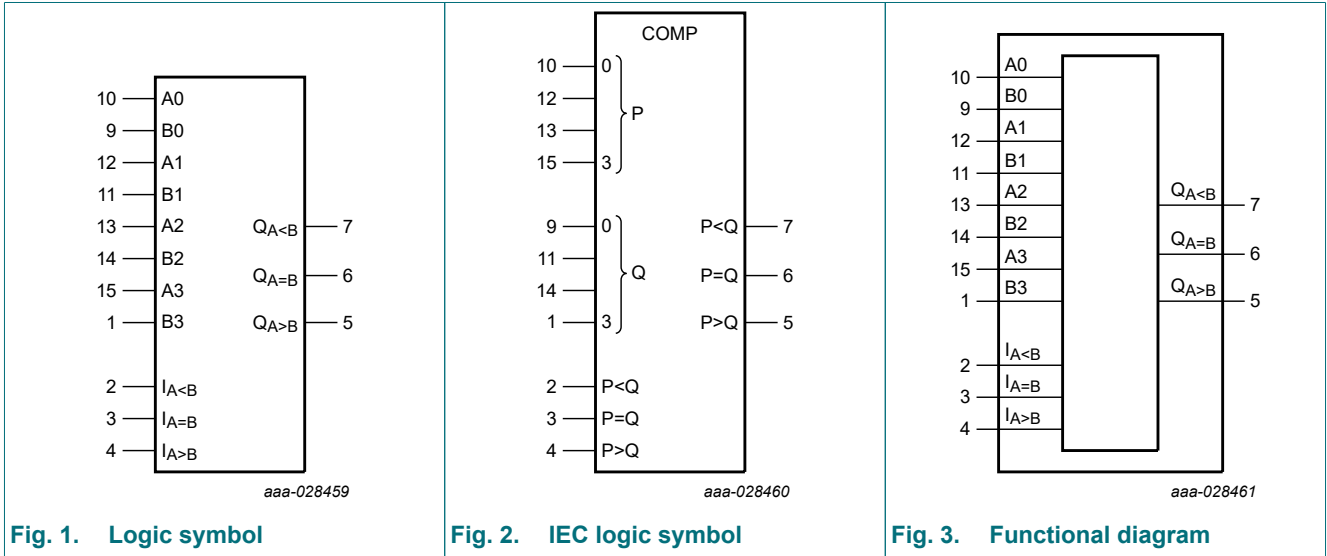 10 A0
9 B0
12 A1
11 B1
13 A2 QA<B 7
14 B2
QA=B 6
15 A3
1 B3 QA>B 5
2 IA<B
3 IA=B
4 IA>B
aaa-028459
Fig. 1. Logic symbol
COMP
10 0
12
P
13
15 3
9 0 P<Q 7
11
Q P=Q 6
14
1 3 P>Q 5
2 P<Q
3 P=Q
4 P>Q
aaa-028460
Fig. 2. IEC logic symbol
A0
10
B0
9
A1
12
B1
11
A2 QA<B
13 7
B2
14 QA=B
6
A3
15
B3 QA>B
1 5
IA<B
2
IA=B
3
IA>B
4
aaa-028461
Fig. 3. Functional diagram